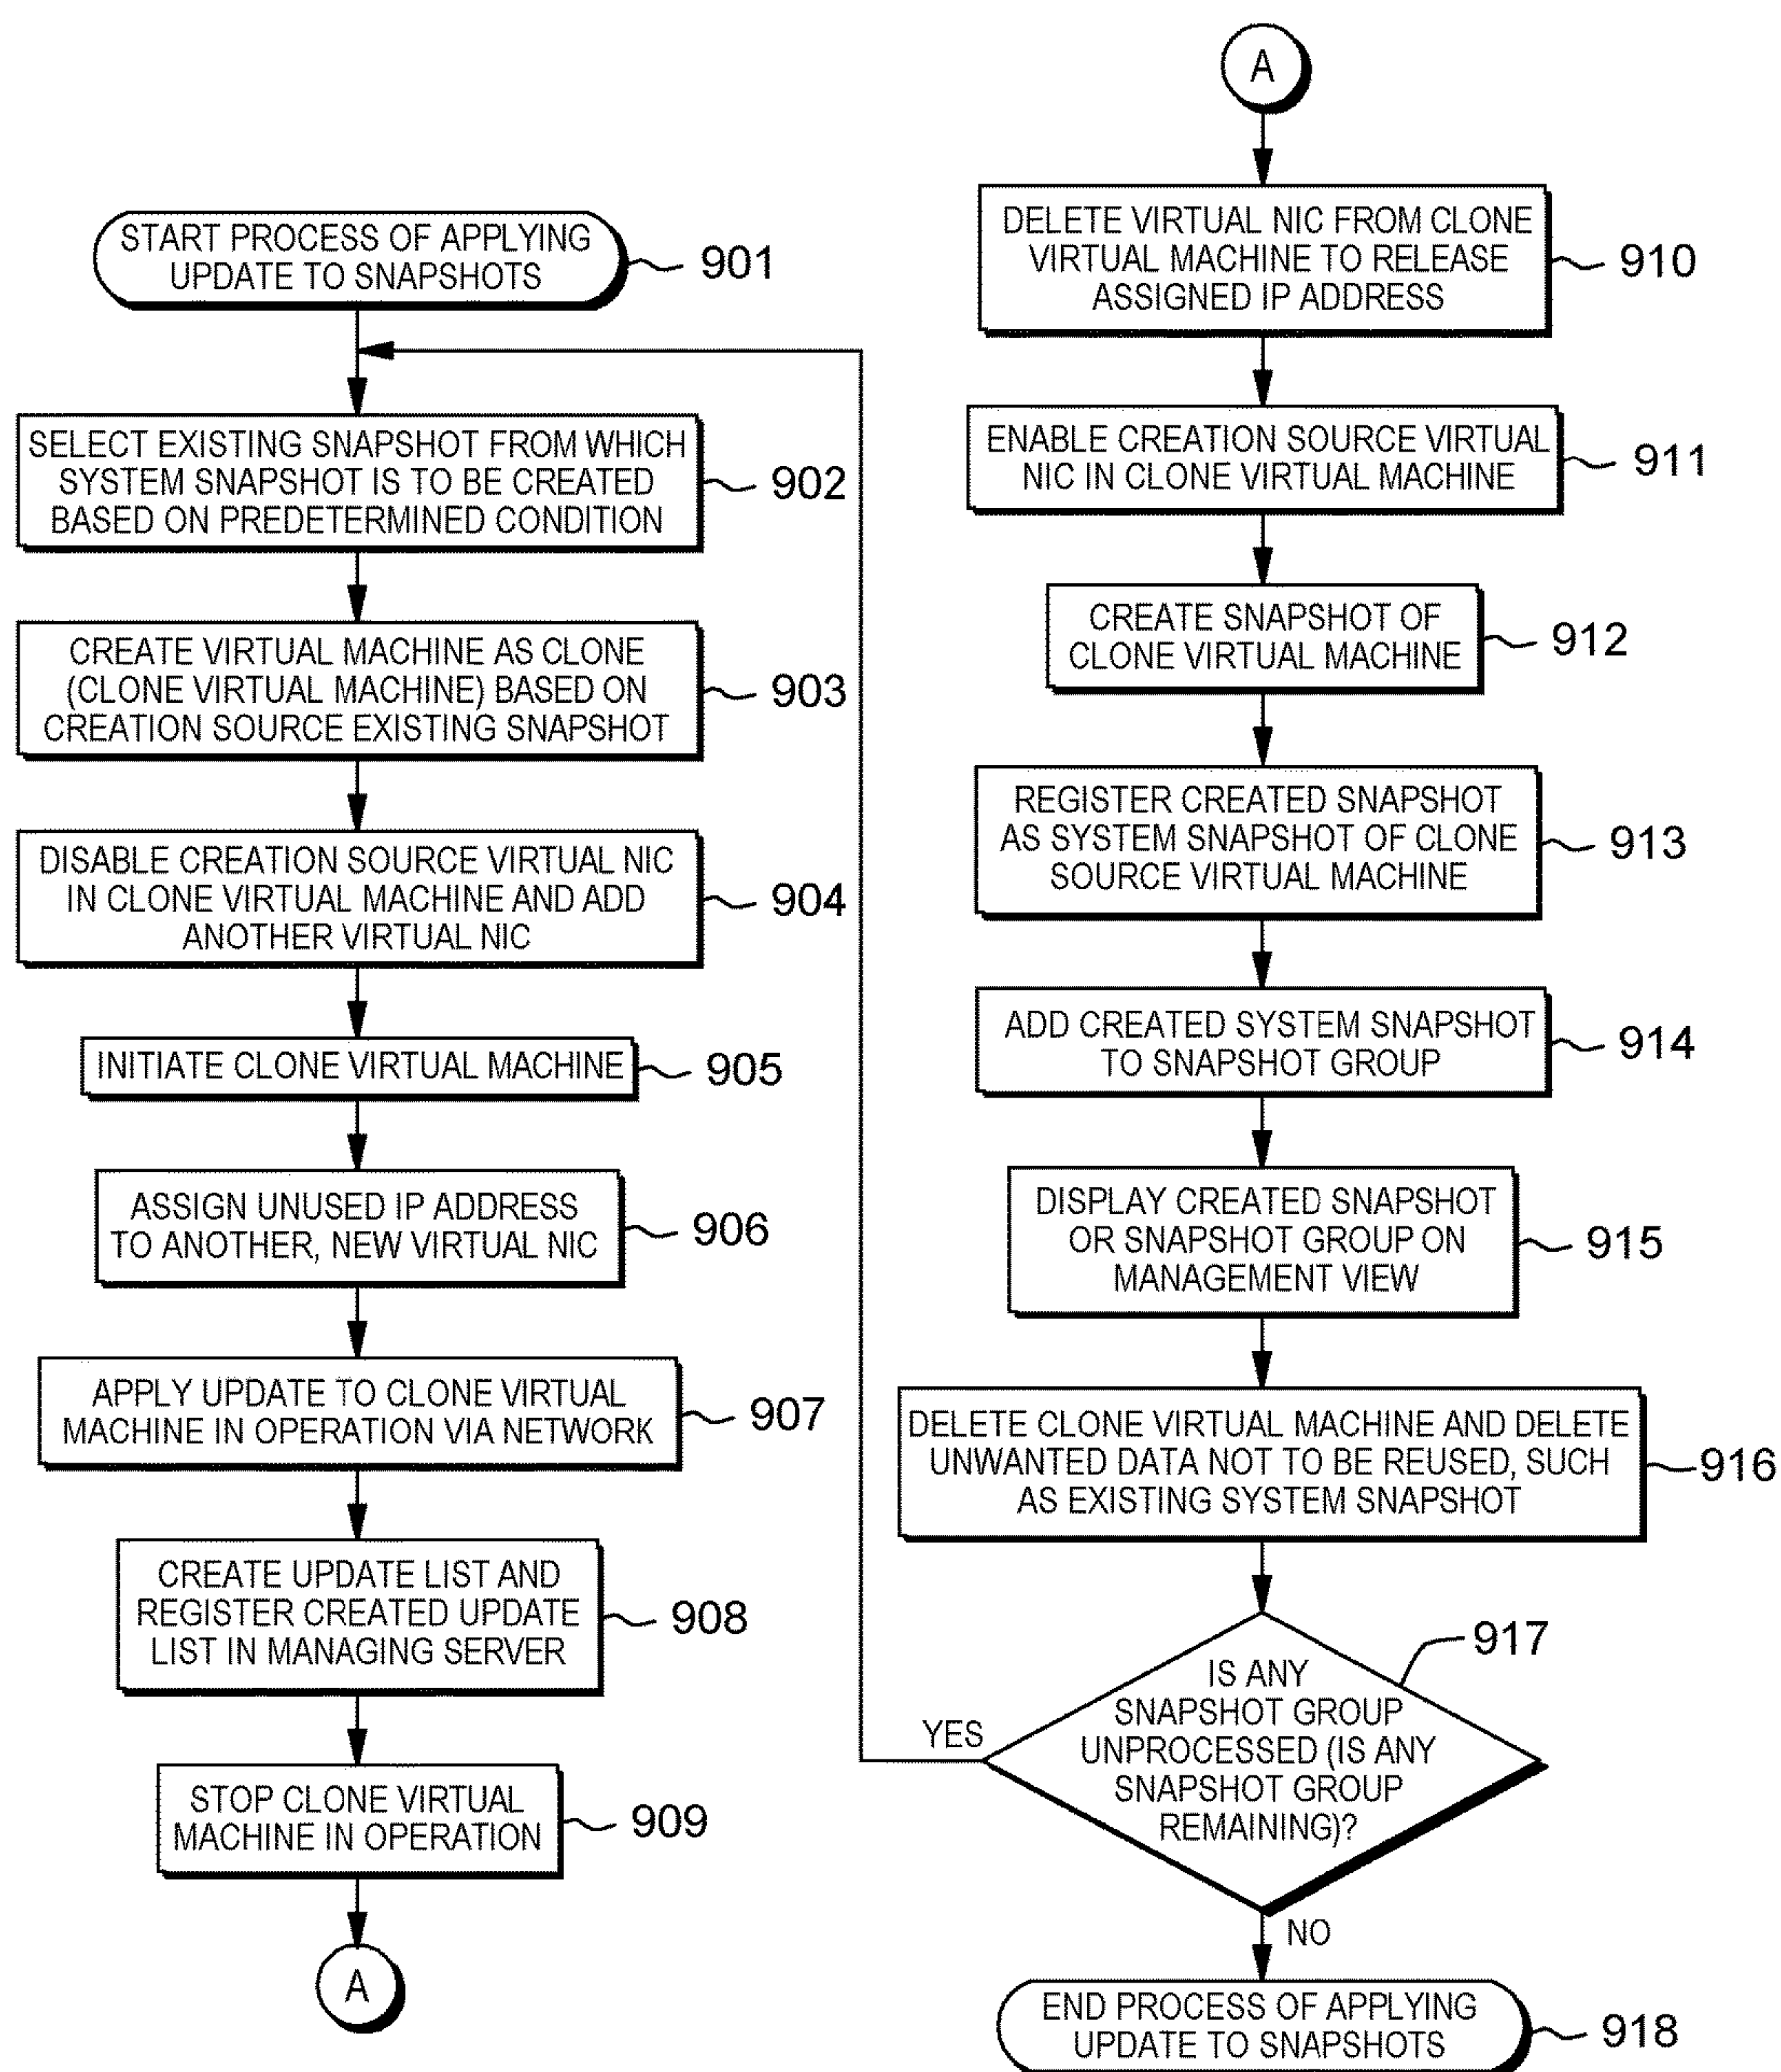 START PROCESS OF APPLYING
UPDATE TO SNAPSHOTS
901
SELECT EXISTING SNAPSHOT FROM WHICH
SYSTEM SNAPSHOT IS TO BE CREATED
BASED ON PREDETERMINED CONDITION
902
CREATE VIRTUAL MACHINE AS CLONE
(CLONE VIRTUAL MACHINE) BASED ON
CREATION SOURCE EXISTING SNAPSHOT
903
DISABLE CREATION SOURCE VIRTUAL NIC
IN CLONE VIRTUAL MACHINE AND ADD
ANOTHER VIRTUAL NIC
904
INITIATE CLONE VIRTUAL MACHINE
905
ASSIGN UNUSED IP ADDRESS
TO ANOTHER, NEW VIRTUAL NIC
906
APPLY UPDATE TO CLONE VIRTUAL
MACHINE IN OPERATION VIA NETWORK
907
CREATE UPDATE LIST AND
REGISTER CREATED UPDATE
LIST IN MANAGING SERVER
908
STOP CLONE VIRTUAL
MACHINE IN OPERATION
909
A
A
DELETE VIRTUAL NIC FROM CLONE
VIRTUAL MACHINE TO RELEASE
ASSIGNED IP ADDRESS
910
ENABLE CREATION SOURCE VIRTUAL
NIC IN CLONE VIRTUAL MACHINE
911
CREATE SNAPSHOT OF
CLONE VIRTUAL MACHINE
912
REGISTER CREATED SNAPSHOT
AS SYSTEM SNAPSHOT OF CLONE
SOURCE VIRTUAL MACHINE
913
ADD CREATED SYSTEM SNAPSHOT
TO SNAPSHOT GROUP
914
DISPLAY CREATED SNAPSHOT
OR SNAPSHOT GROUP ON
MANAGEMENT VIEW
915
DELETE CLONE VIRTUAL MACHINE AND DELETE
UNWANTED DATA NOT TO BE REUSED, SUCH
AS EXISTING SYSTEM SNAPSHOT
916
917
IS ANY
SNAPSHOT GROUP
UNPROCESSED (IS ANY
SNAPSHOT GROUP
REMAINING)?
YES
NO
END PROCESS OF APPLYING
UPDATE TO SNAPSHOTS
918